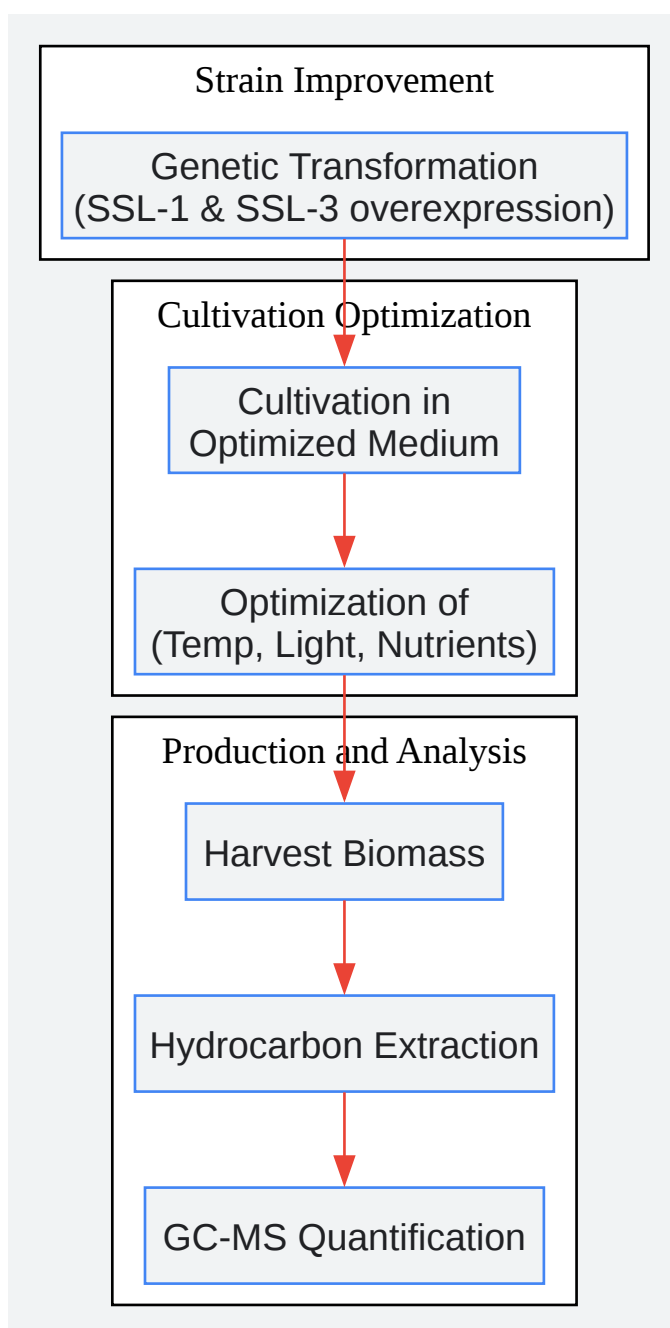 Strain Improvement
Genetic Transformation
(SSL-1 & SSL-3 overexpression)
Cultivation Optimization
Cultivation in
Optimized Medium
Optimization of
(Temp, Light, Nutrients)
Production and Analysis
Harvest Biomass
Hydrocarbon Extraction
GC-MS Quantification